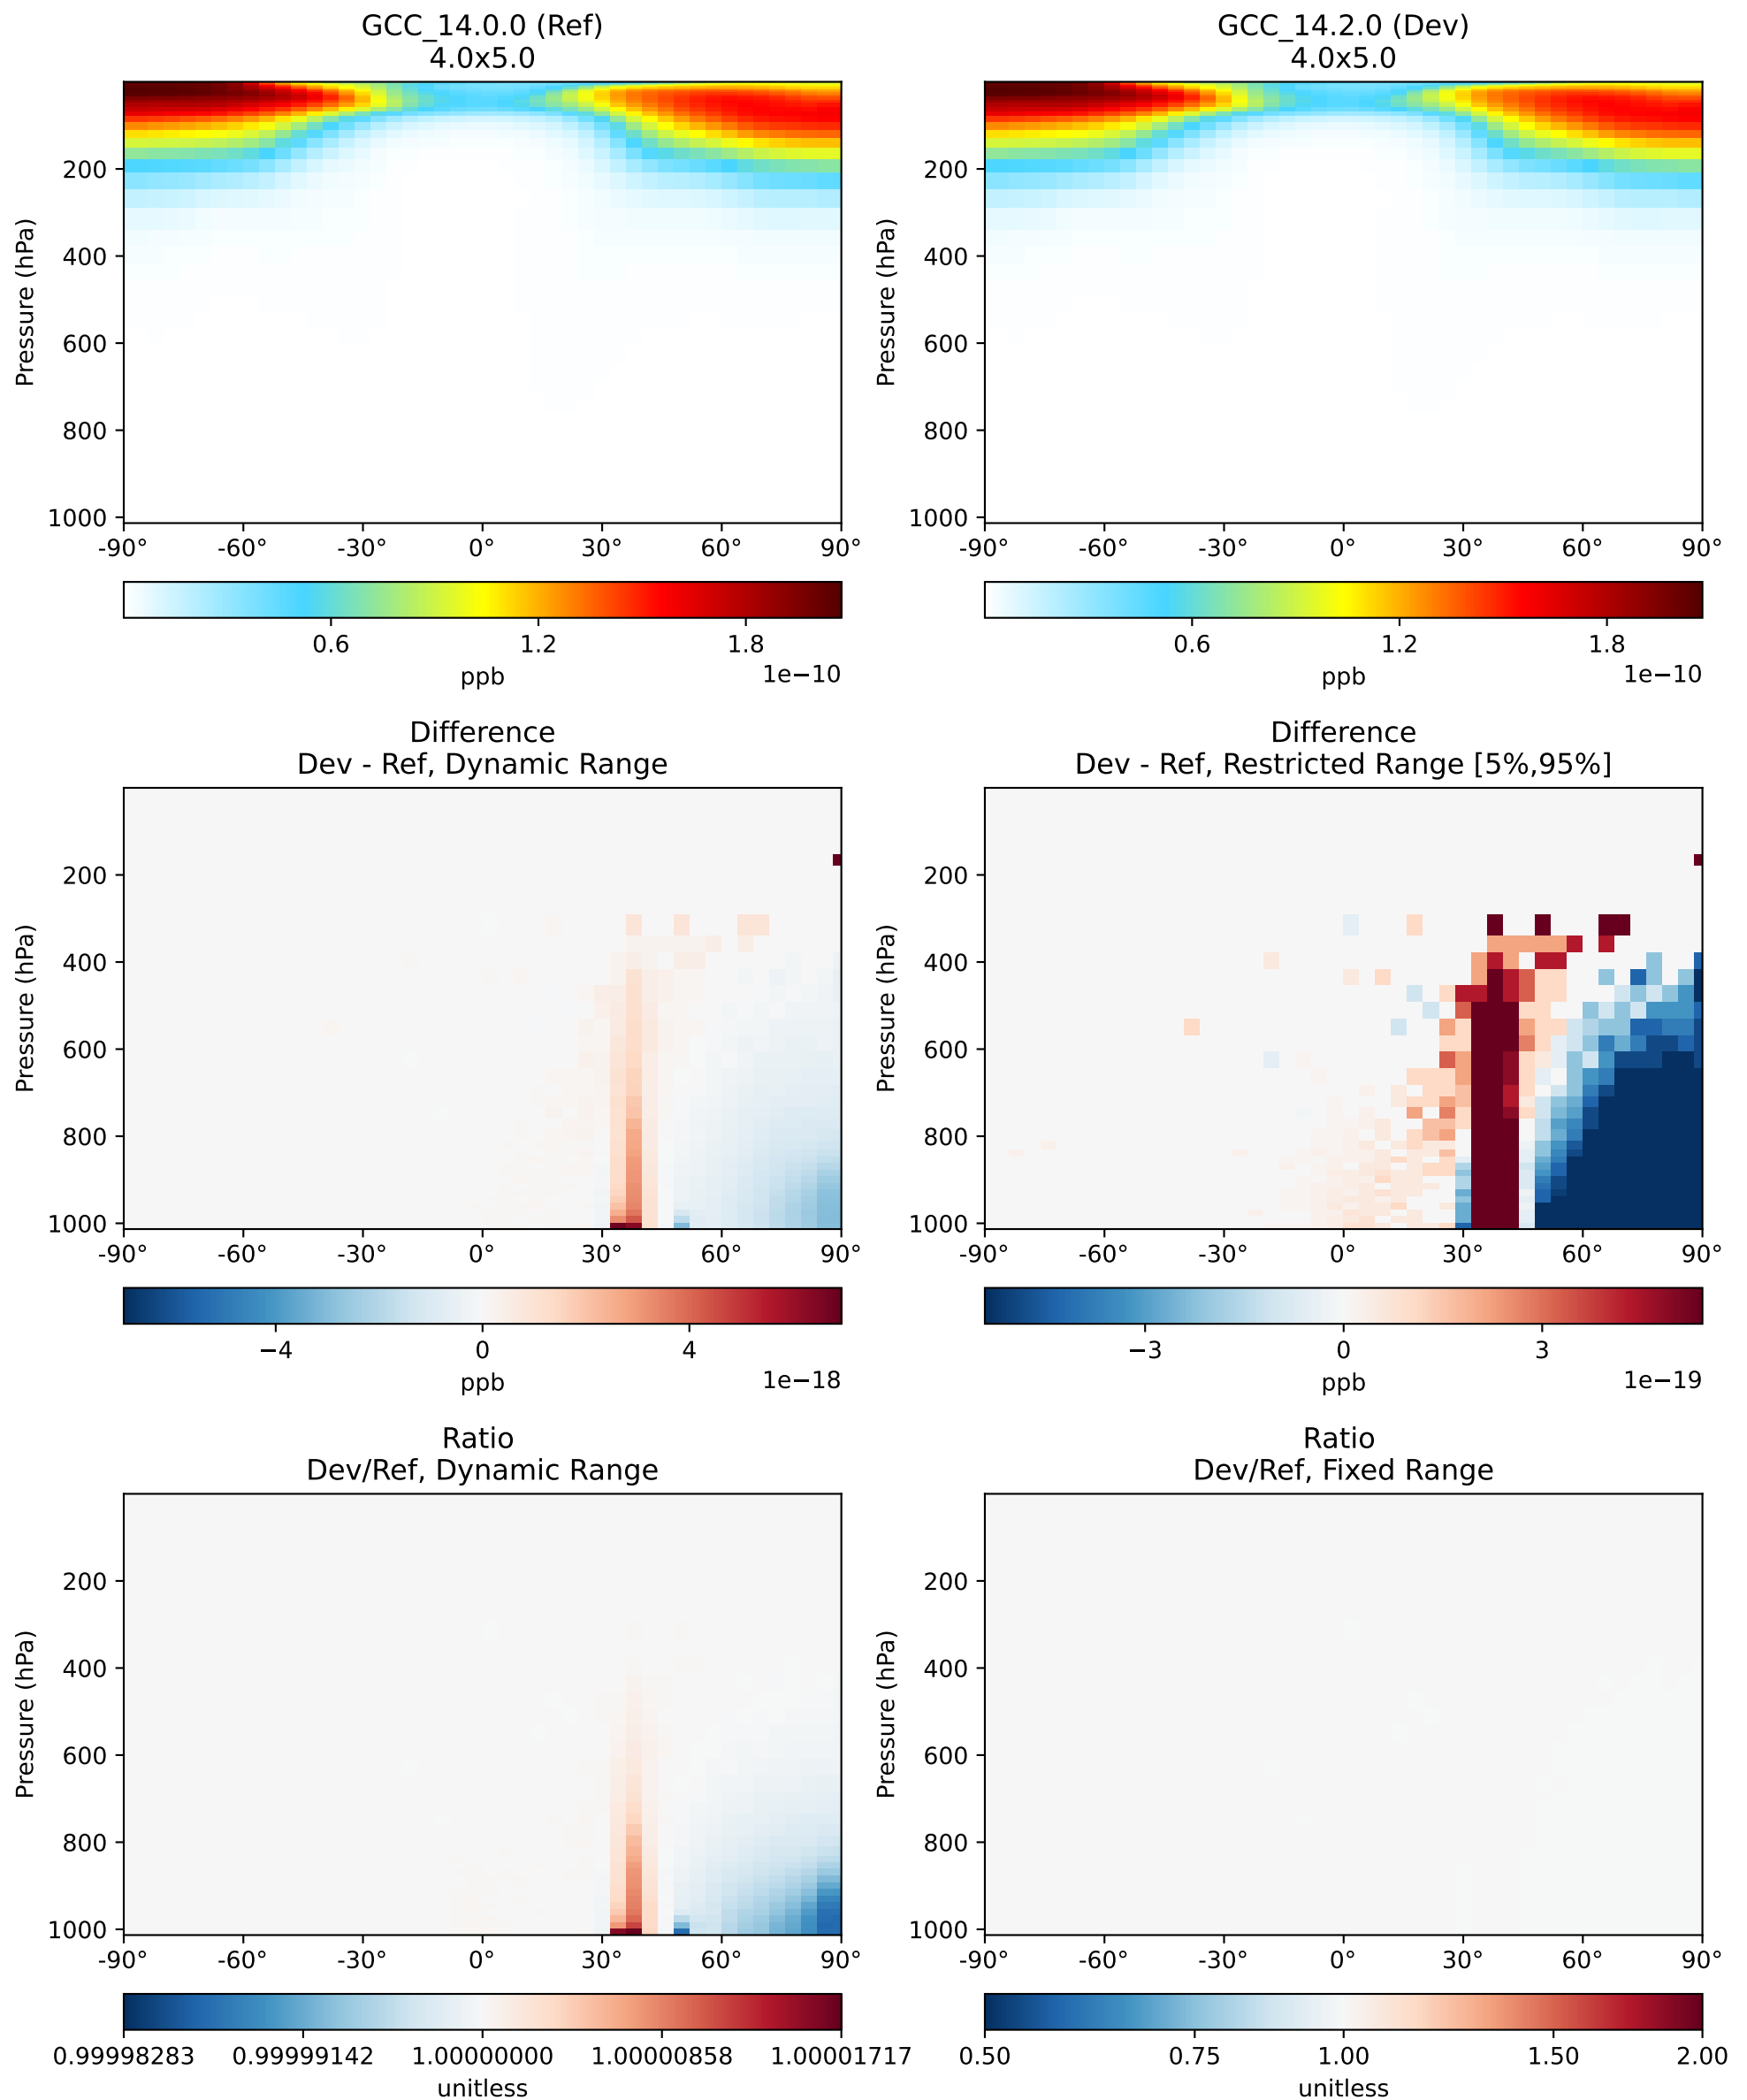 GCC_14.0.0 (Ref)
4.0x5.0
Pressure (hPa)
200
400
600
800
1000
-90° -60° -30° 0° 30° 60° 90°
0.6 1.2 1.8
ppb
1e−10
GCC_14.2.0 (Dev)
4.0x5.0
Pressure (hPa)
200
400
600
800
1000
-90° -60° -30° 0° 30° 60° 90°
0.6 1.2 1.8
ppb
1e−10
Difference
Dev - Ref, Dynamic Range
Pressure (hPa)
200
400
600
800
1000
-90° -60° -30° 0° 30° 60° 90°
−4 0 4
ppb
1e−18
Difference
Dev - Ref, Restricted Range [5%,95%]
Pressure (hPa)
200
400
600
800
1000
-90° -60° -30° 0° 30° 60° 90°
−3 0 3
ppb
1e−19
Ratio
Dev/Ref, Dynamic Range
Pressure (hPa)
200
400
600
800
1000
-90° -60° -30° 0° 30° 60° 90°
0.99998283 0.99999142 1.00000000 1.00000858 1.00001717
unitless
Ratio
Dev/Ref, Fixed Range
Pressure (hPa)
200
400
600
800
1000
-90° -60° -30° 0° 30° 60° 90°
0.50 0.75 1.00 1.50 2.00
unitless